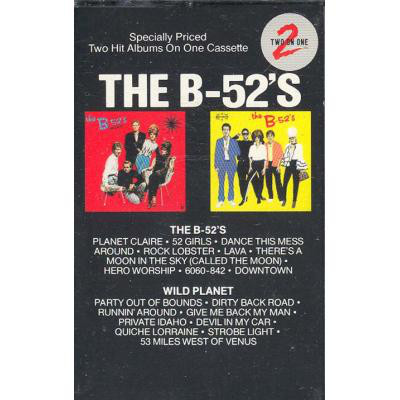 Specially Priced
Two Hit Albums On One Cassette
2
TWO ON ONE
THE B-52'S
the B-52's
the B-52's
THE B-52'S
PLANET CLAIRE • 52 GIRLS • DANCE THIS MESS
AROUND • ROCK LOBSTER • LAVA • THERE'S A
MOON IN THE SKY (CALLED THE MOON) •
HERO WORSHIP • 6060-842 • DOWNTOWN
WILD PLANET
PARTY OUT OF BOUNDS • DIRTY BACK ROAD •
RUNNIN' AROUND • GIVE ME BACK MY MAN •
PRIVATE IDAHO • DEVIL IN MY CAR •
QUICHE LORRAINE • STROBE LIGHT •
53 MILES WEST OF VENUS